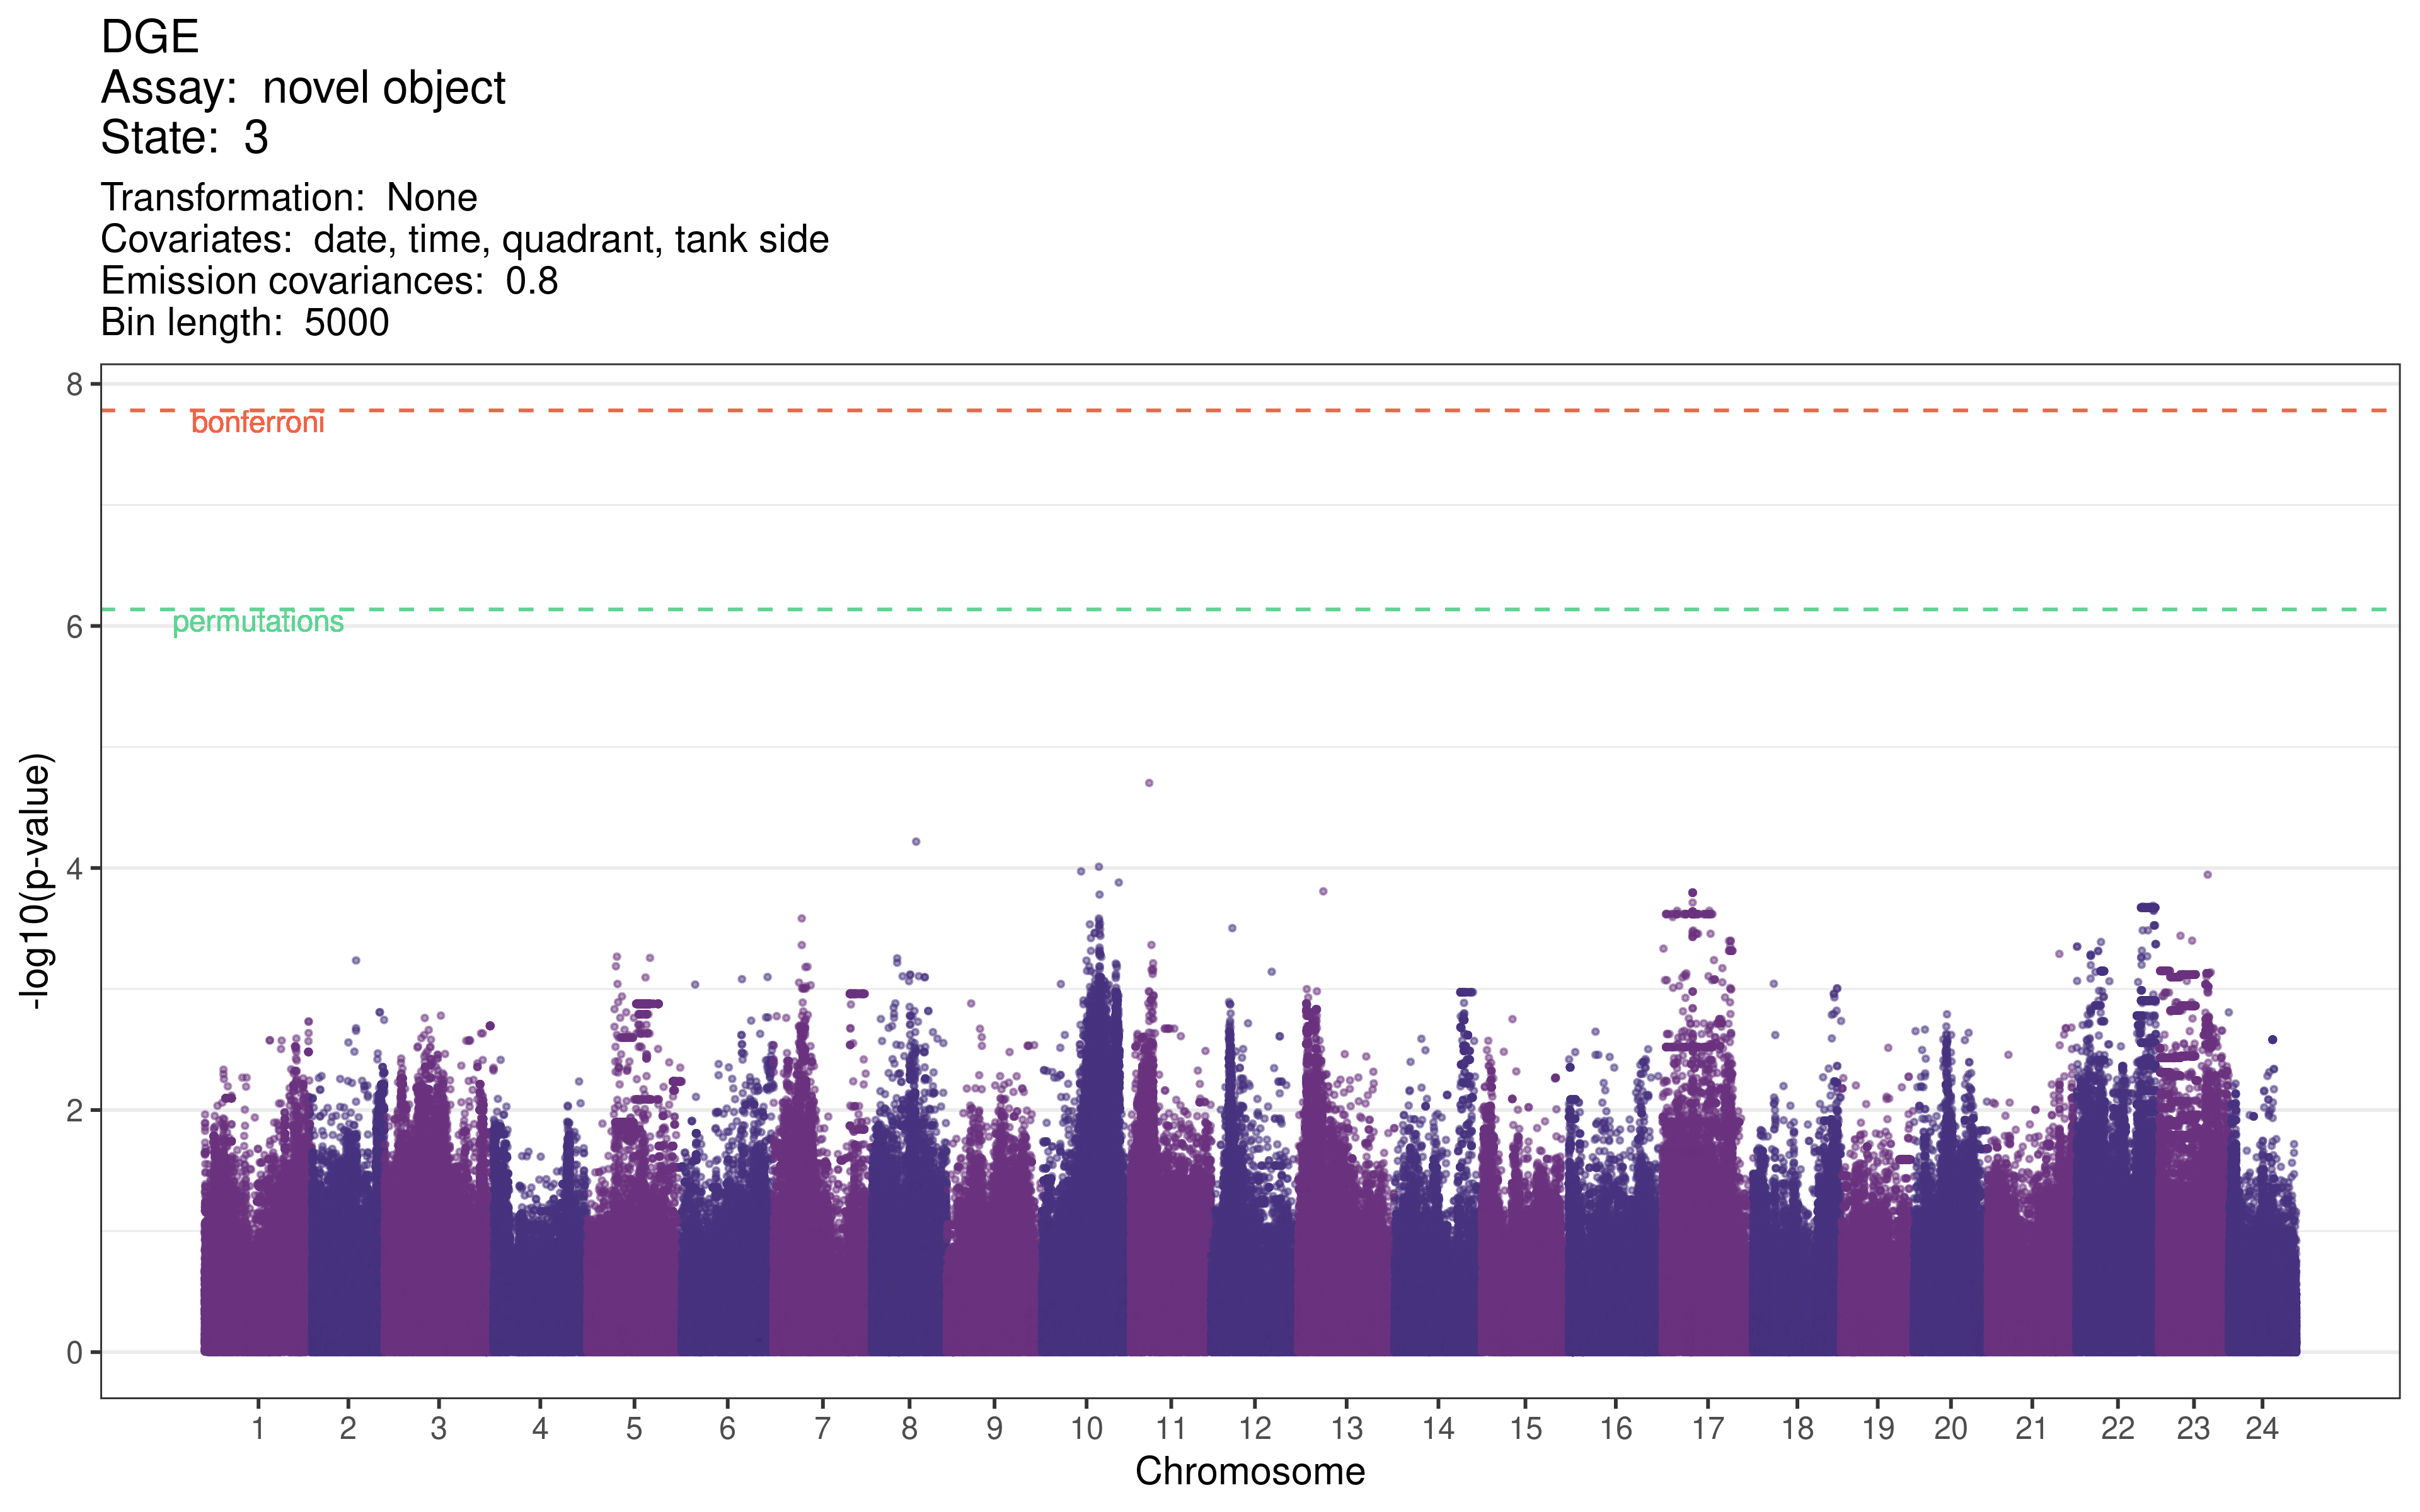 DGE
Assay:  novel object
State:  3
Transformation:  None
Covariates:  date, time, quadrant, tank side
Emission covariances:  0.8
Bin length:  5000
8
bonferroni
permutations
6
4
2
0
-log10(p-value)
1 2 3 4 5 6 7 8 9 10 11 12 13 14 15 16 17 18 19 20 21 22 23 24
Chromosome